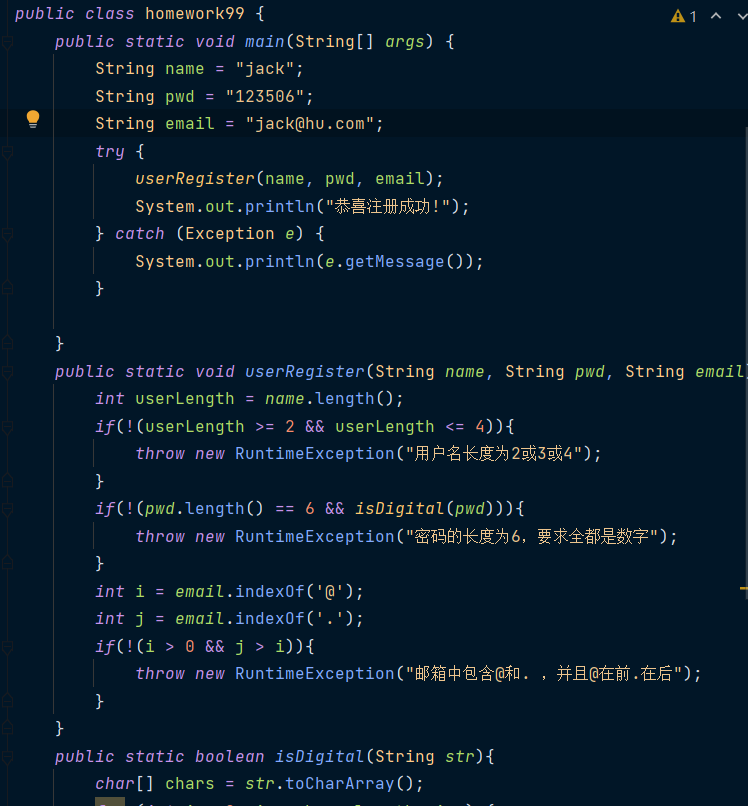 public class homework99 {
1
public static void main(String[] args) {
String name = "jack";
String pwd = "123506";
String email = "jack@hu.com";
try {
userRegister(name, pwd, email);
System.out.println("恭喜注册成功!");
} catch (Exception e) {
System.out.println(e.getMessage());
}
}
public static void userRegister(String name, String pwd, String email)
int userLength = name.length();
if(!(userLength >= 2 && userLength <= 4)){
throw new RuntimeException("用户名长度为2或3或4");
}
if(!(pwd.length() == 6 && isDigital(pwd))){
throw new RuntimeException("密码的长度为6，要求全都是数字");
}
int i = email.indexOf('@');
int j = email.indexOf('.');
if(!(i > 0 && j > i)){
throw new RuntimeException("邮箱中包含@和. ，并且@在前.在后");
}
}
public static boolean isDigital(String str){
char[] chars = str.toCharArray();